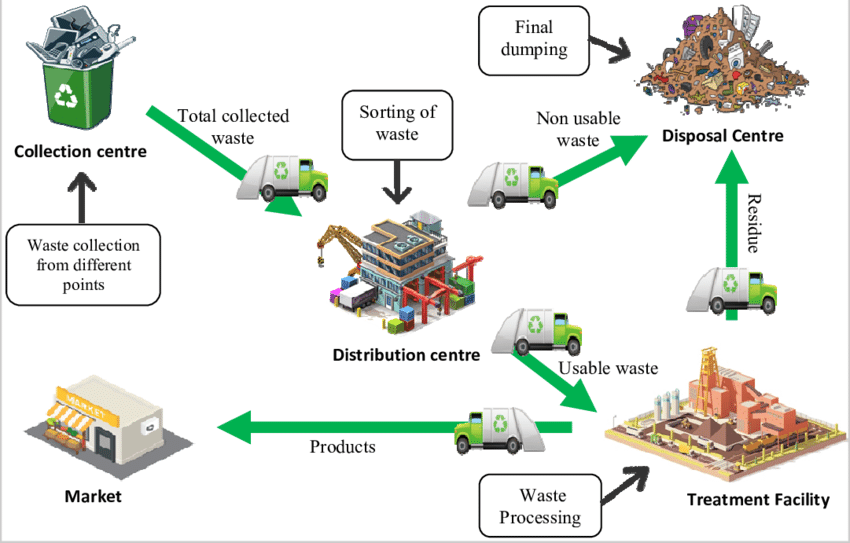 Final
dumping
Total collected
waste
Sorting of
waste
Non usable
waste
Collection centre
Disposal Centre
Waste collection
from different
points
Residue
Distribution centre
Usable waste
MARKET
Products
Market
Waste
Processing
Treatment Facility